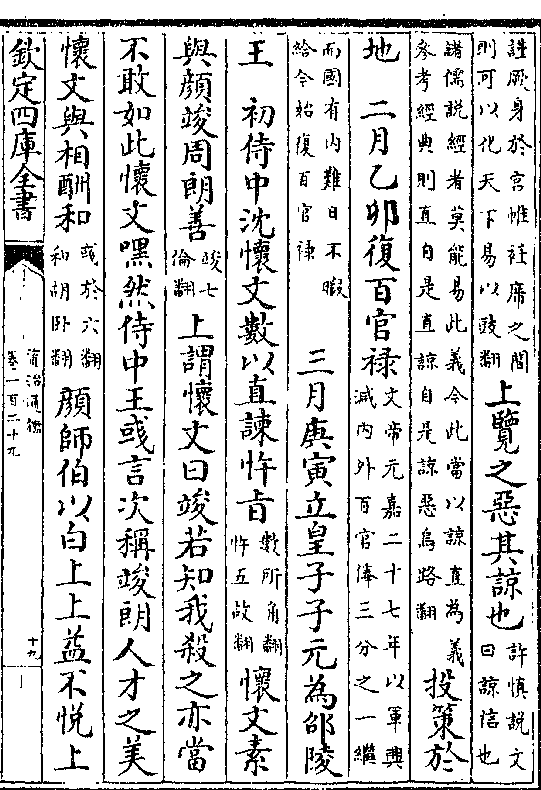 誠厥身於宮帷衽席之間
則可以化天下易以豉翻
上覽之惡其諒也
許慎說文
曰諒信也
諸儒說經者莫能易此義今此當以諒直為義
參考經典則直自是直諒自是諒惡烏路翻
投策於
地　二月乙卯復百官祿
文帝元嘉二十七年以軍興
減内外百官俸三分之一繼
而國有内難日不暇
給今始復百官祿
三月庚寅立皇子子元為邵陵
王　初侍中沈懷文數以直諫忤旨
數所角翻
忤五故翻
懷文素
與顔竣周朗善
竣七
倫翻
上謂懷文曰竣若知我殺之亦當
不敢如此懷文嘿然侍中王彧言次稱竣朗人才之美
懷文與相酬和
彧於六翻
和胡卧翻
顔師伯以白上上益不悅上
欽定四庫全書
資治通鑑
卷一百二十九
十九